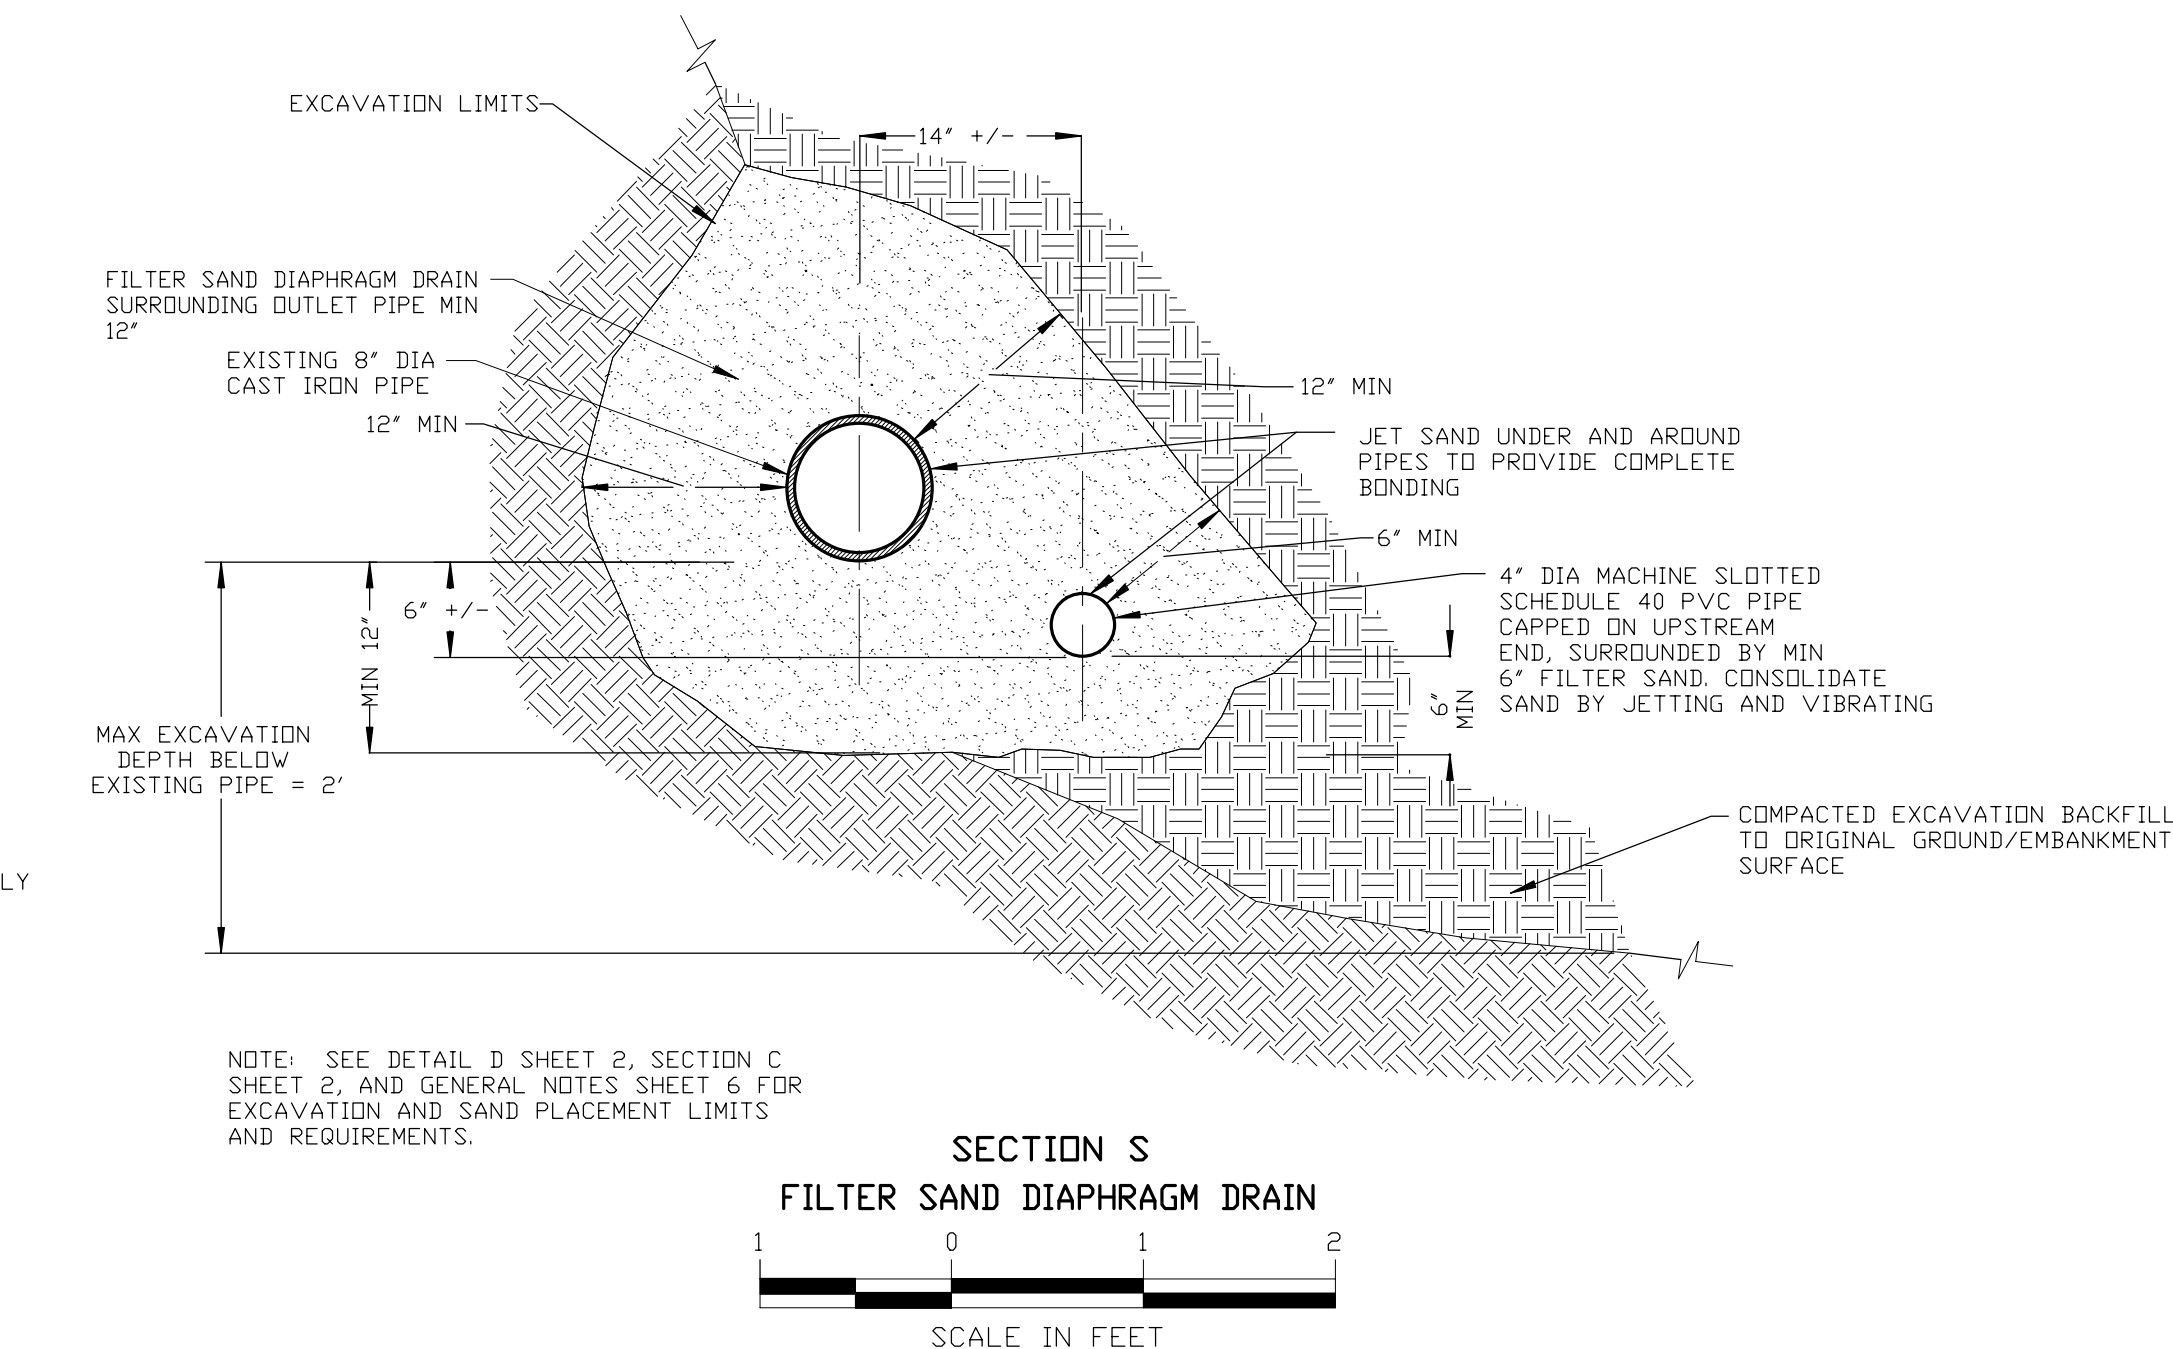 EXCAVATION LIMITS
14" +/-
FILTER SAND DIAPHRAGM DRAIN
SURROUNDING OUTLET PIPE MIN
12"
EXISTING 8" DIA
CAST IRON PIPE
12" MIN
12" MIN
JET SAND UNDER AND AROUND
PIPES TO PROVIDE COMPLETE
BONDING
6" MIN
4" DIA MACHINE SLOTTED
SCHEDULE 40 PVC PIPE
CAPPED ON UPSTREAM
END, SURROUNDED BY MIN
6" FILTER SAND. CONSOLIDATE
SAND BY JETTING AND VIBRATING
6" +/-
MIN 12"
6"
MIN
MAX EXCAVATION
DEPTH BELOW
EXISTING PIPE = 2'
COMPACTED EXCAVATION BACKFILL
TO ORIGINAL GROUND/EMBANKMENT
SURFACE
LY
NOTE: SEE DETAIL D SHEET 2, SECTION C
SHEET 2, AND GENERAL NOTES SHEET 6 FOR
EXCAVATION AND SAND PLACEMENT LIMITS
AND REQUIREMENTS.
SECTION S
FILTER SAND DIAPHRAGM DRAIN
1 0 1 2
SCALE IN FEET